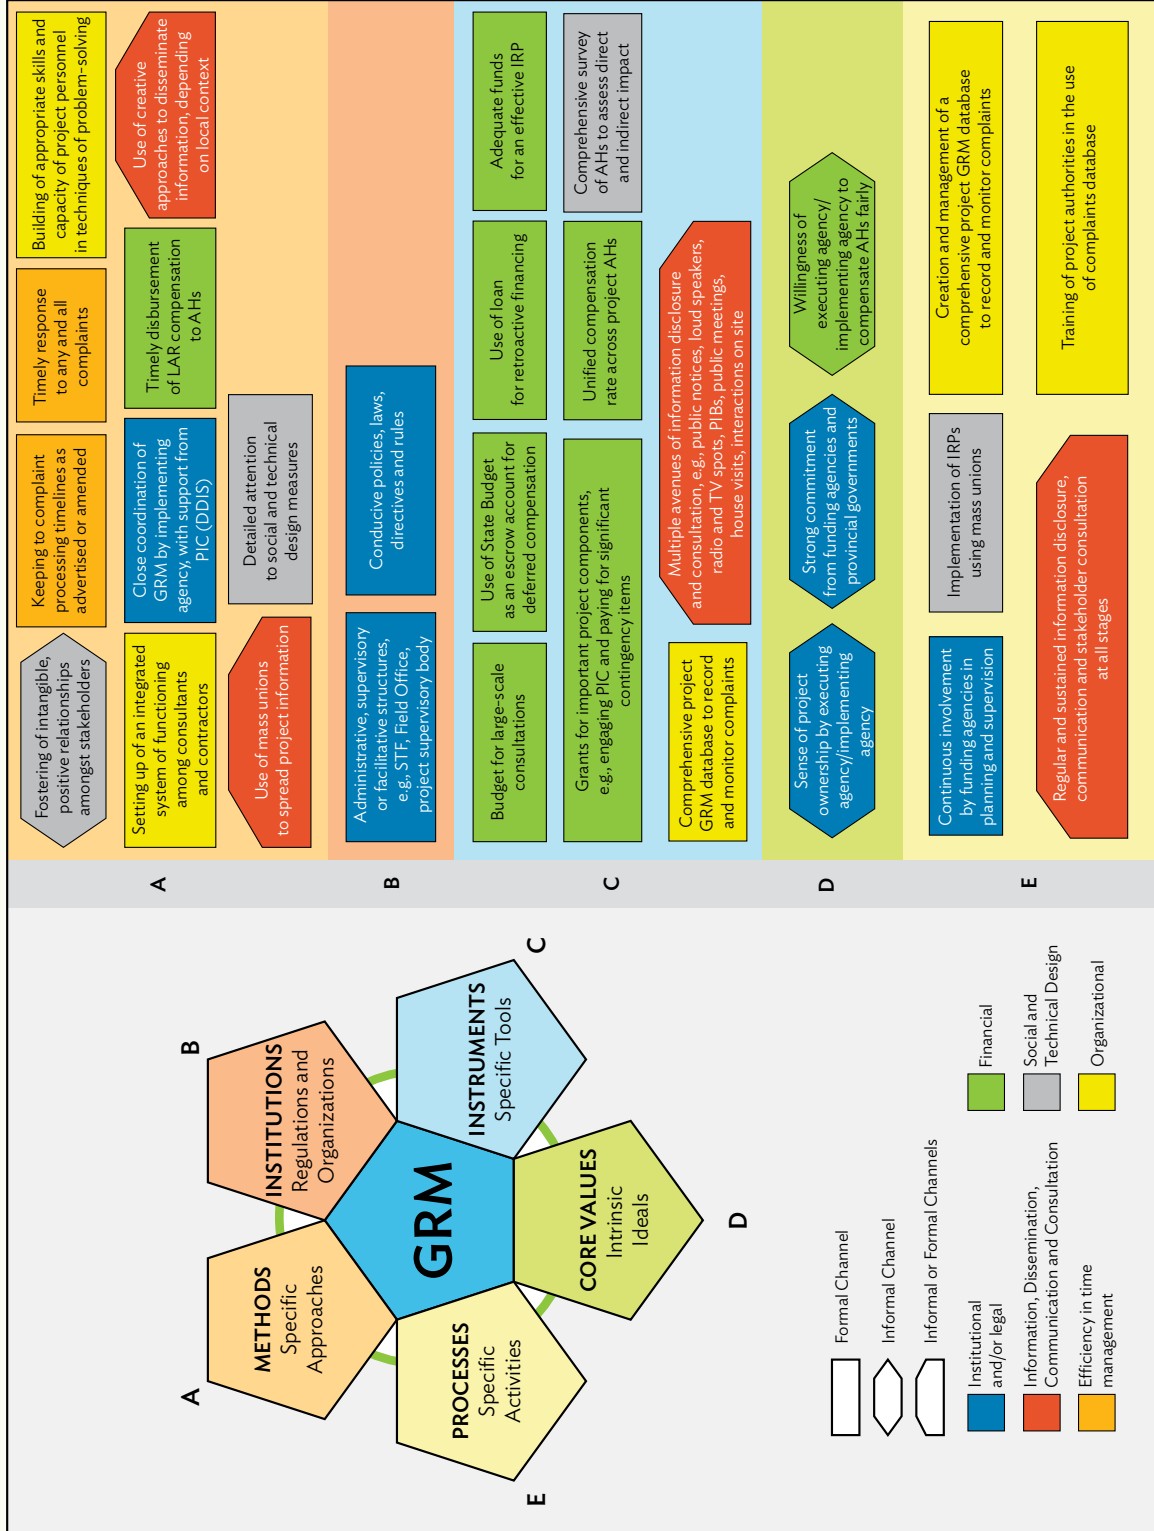 A
METHODS
Specific
Approaches
B
INSTITUTIONS
Regulations and
Organizations
GRM
C
INSTRUMENTS
Specific Tools
D
CORE VALUES
Intrinsic
Ideals
E
PROCESSES
Specific
Activities
Formal Channel
Informal Channel
Informal or Formal Channels
Institutional
and/or legal
Information, Dissemination,
Communication and Consultation
Efficiency in time
management
Financial
Social and
Technical Design
Organizational
A
Fostering of intangible,
positive relationships
amongst stakeholders
Keeping to complaint
processing timelines as
advertised or amended
Timely response
to any and all
complaints
Building of appropriate skills and
capacity of project personnel
in techniques of problem-solving
Setting up of an integrated
system of functioning
among consultants
and contractors
Close coordination of
GRM by implementing
agency, with support from
PIC (DDIS)
Timely disbursement
of LAR compensation
to AHs
Use of creative
approaches to disseminate
information, depending
on local context
Use of mass unions
to spread project information
Detailed attention
to social and technical
design measures
B
Administrative, supervisory
or facilitative structures,
e.g., STF, Field Office,
project supervisory body
Conducive policies, laws,
directives and rules
C
Budget for large-scale
consultations
Use of State Budget
as an escrow account for
deferred compensation
Use of loan
for retroactive financing
Adequate funds
for an effective IRP
Grants for important project components,
e.g., engaging PIC and paying for significant
contingency items
Unified compensation
rate across project AHs
Comprehensive survey
of AHs to assess direct
and indirect impact
Comprehensive project
GRM database to record
and monitor complaints
Multiple avenues of information disclosure
and consultation, e.g., public notices, loud speakers,
radio and TV spots, PIBs, public meetings,
house visits, interactions on site
D
Sense of project
ownership by executing
agency/implementing
agency
Strong commitment
from funding agencies and
provincial governments
Willingness of
executing agency/
implementing agency to
compensate AHs fairly
E
Continuous involvement
by funding agencies in
planning and supervision
Implementation of IRPs
using mass unions
Creation and management of a
comprehensive project GRM database
to record and monitor complaints
Regular and sustained information disclosure,
communication and stakeholder consultation
at all stages
Training of project authorities in the use
of complaints database